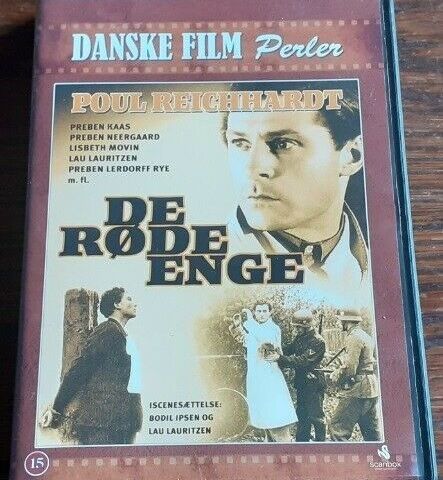 DANSKE FILM Perler
POUL REICHHARDT
PREBEN KAAS
PREBEN NEERGAARD
LISBETH MOVIN
LAU LAURITZEN
PREBEN LERDORFF RYE
m. fl.
DE
RØDE
ENGE
ISCENESÆTTELSE:
BODIL IPSEN OG
LAU LAURITZEN
15
scanbox